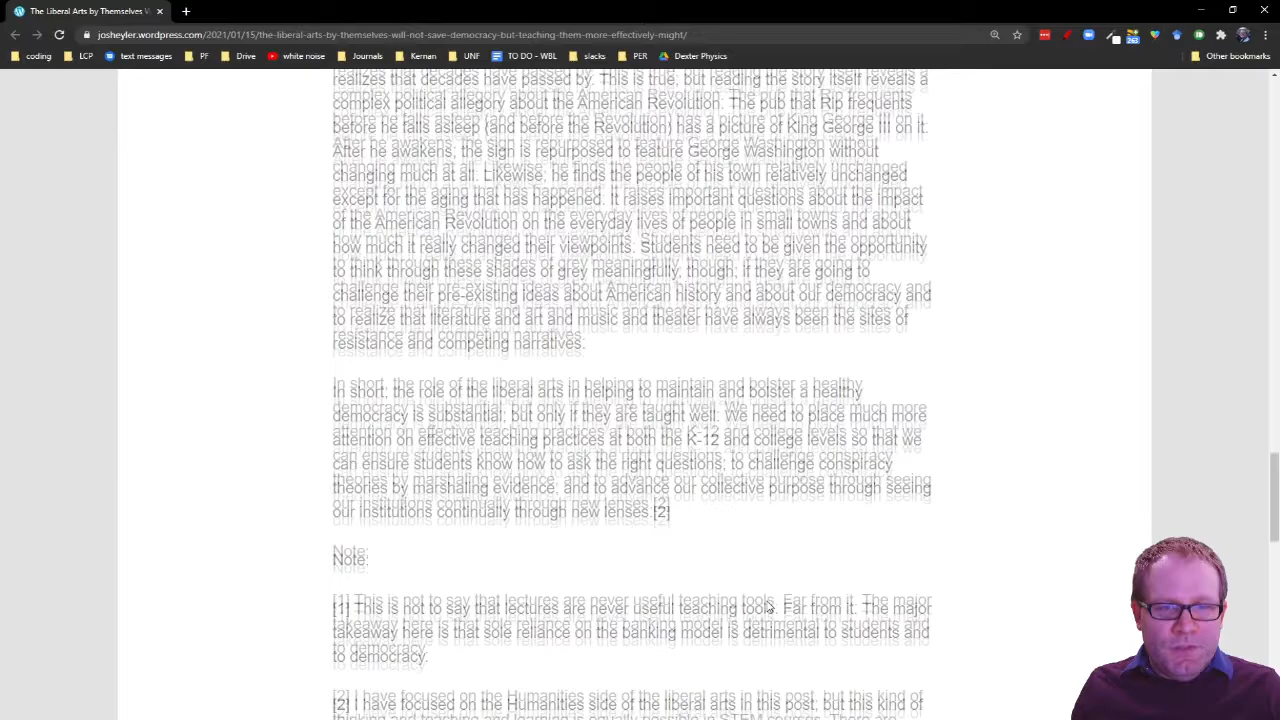 The Liberal Arts by Themselves W
josheyler.wordpress.com/2021/01/15/the-liberal-arts-by-themselves-will-not-save-democracy-but-teaching-them-more-effectively-might/
coding LCP text messages PF Drive white noise Journals Kernan UNF TO DO - WBL slacks PER Dexter Physics Other bookmarks
realizes that decades have passed by. This is true, but reading the story itself reveals a
complex political allegory about the American Revolution. The pub that Rip frequents
before he falls asleep (and before the Revolution) has a picture of King George III on it.
After he awakens, the sign is repurposed to feature George Washington without
changing much at all. Likewise, he finds the people of his town relatively unchanged
except for the aging that has happened. It raises important questions about the impact
of the American Revolution on the everyday lives of people in small towns and about
how much it really changed their viewpoints. Students need to be given the opportunity
to think through these shades of grey meaningfully, though, if they are going to
challenge their pre-existing ideas about American history and about our democracy and
to realize that literature and art and music and theater have always been the sites of
resistance and competing narratives.
In short, the role of the liberal arts in helping to maintain and bolster a healthy
democracy is substantial, but only if they are taught well. We need to place much more
attention on effective teaching practices at both the K-12 and college levels so that we
can ensure students know how to ask the right questions, to challenge conspiracy
theories by marshaling evidence, and to advance our collective purpose through seeing
our institutions continually through new lenses.[2]
Note:
[1] This is not to say that lectures are never useful teaching tools. Far from it. The major
takeaway here is that sole reliance on the banking model is detrimental to students and
to democracy.
[2] I have focused on the Humanities side of the liberal arts in this post, but this kind of
thinking and teaching and learning is equally possible in STEM courses. There are